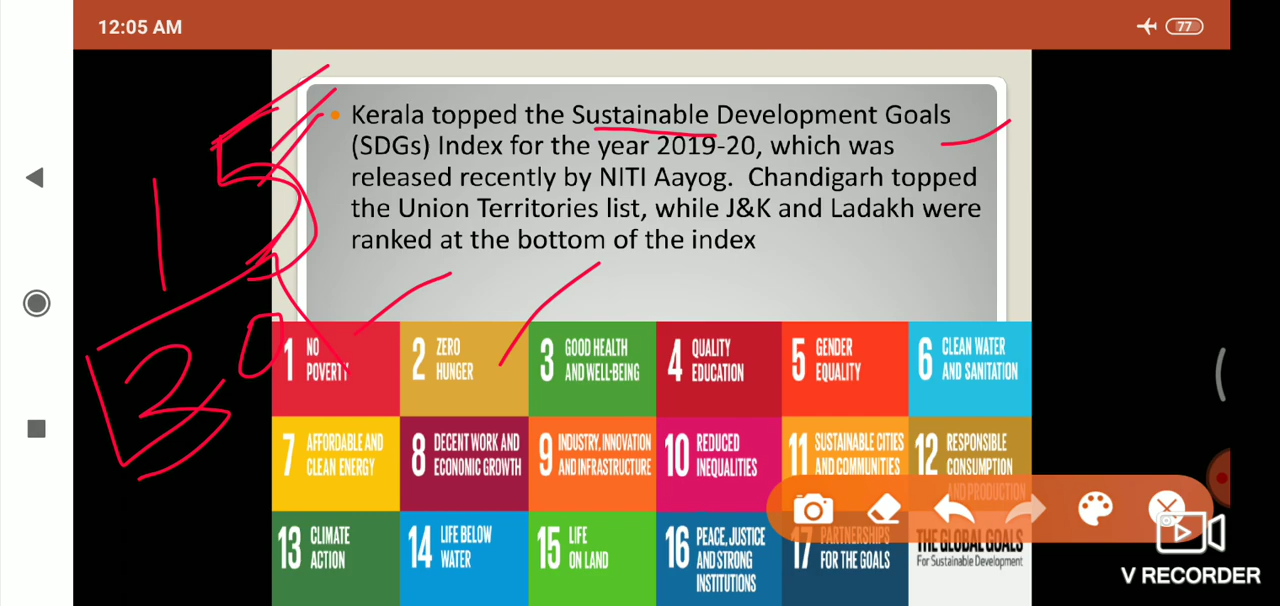 12:05 AM
77
Kerala topped the Sustainable Development Goals
(SDGs) Index for the year 2019-20, which was
released recently by NITI Aayog. Chandigarh topped
the Union Territories list, while J&K and Ladakh were
ranked at the bottom of the index
15
30
1 NO
POVERTY
2 ZERO
HUNGER
3 GOOD HEALTH
AND WELL-BEING
4 QUALITY
EDUCATION
5 GENDER
EQUALITY
6 CLEAN WATER
AND SANITATION
7 AFFORDABLE AND
CLEAN ENERGY
8 DECENT WORK AND
ECONOMIC GROWTH
9 INDUSTRY, INNOVATION
AND INFRASTRUCTURE
10 REDUCED
INEQUALITIES
11 SUSTAINABLE CITIES
AND COMMUNITIES
12 RESPONSIBLE
CONSUMPTION
AND PRODUCTION
13 CLIMATE
ACTION
14 LIFE BELOW
WATER
15 LIFE
ON LAND
16 PEACE, JUSTICE
AND STRONG
INSTITUTIONS
17 PARTNERSHIPS
FOR THE GOALS
THE GLOBAL GOALS
For Sustainable Development
V RECORDER